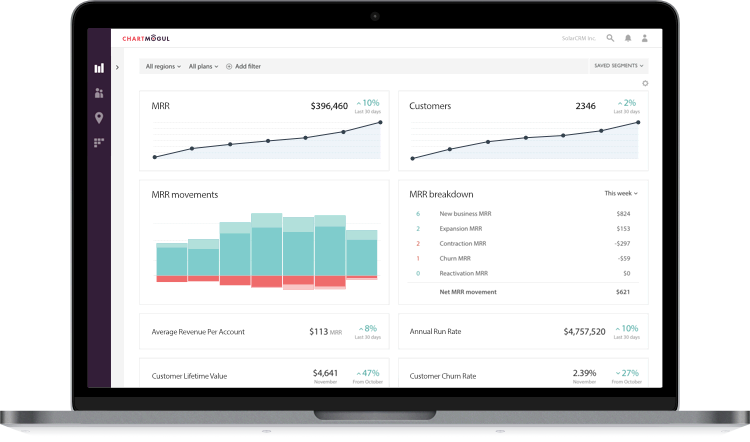 CHARTMOGUL
SolarCRM Inc.
All regions All plans Add filter
SAVED SEGMENTS
MRR
$396,460
10%
Last 30 days
Customers
2346
2%
Last 30 days
MRR movements
MRR breakdown
This week
6 New business MRR $824
2 Expansion MRR $153
2 Contraction MRR -$297
1 Churn MRR -$59
0 Reactivation MRR $0
Net MRR movement $621
Average Revenue Per Account
$113 MRR
8%
Last 30 days
Annual Run Rate
$4,757,520
10%
Last 30 days
Customer Lifetime Value
$4,641
November
47%
From October
Customer Churn Rate
2.39%
November
27%
From October